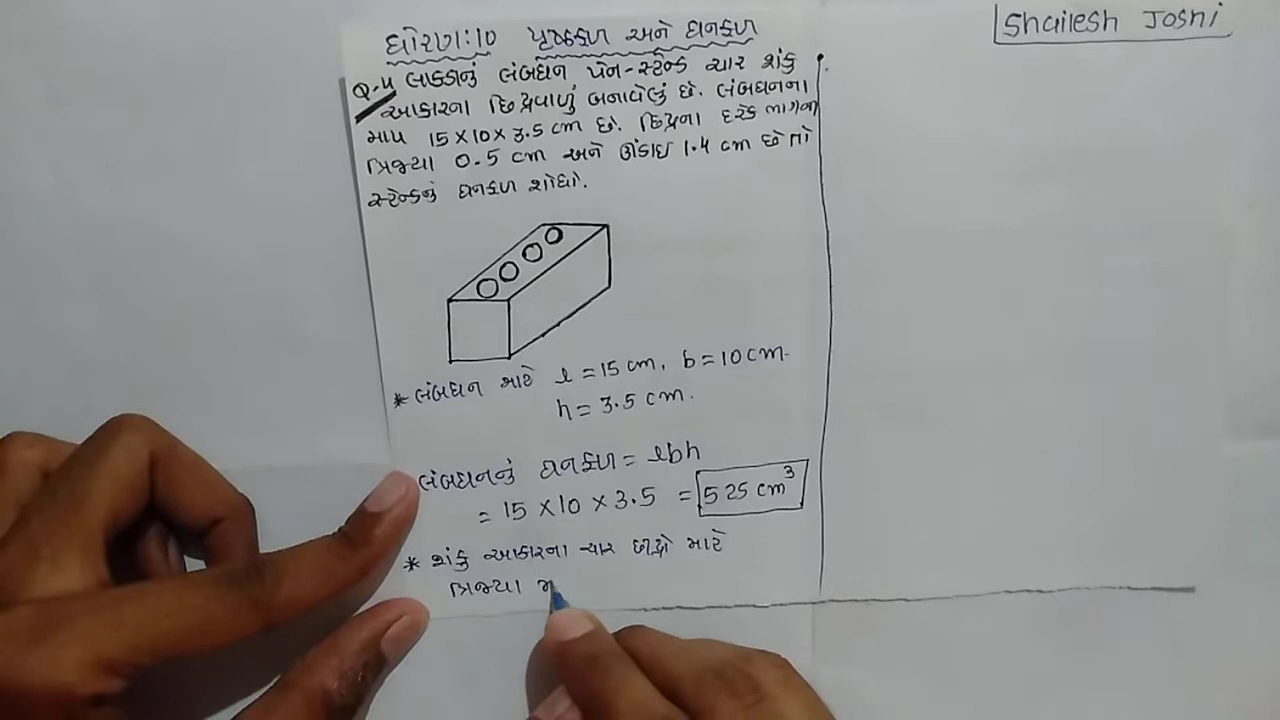 Shailesh Joshi
ધોરણ:10 પૃષ્ઠફળ અને ઘનફળ
Q-4 લાકડાનું લંબઘન પેન-સ્ટેન્ડ ચાર શંકુ
આકારના છિદ્રવાળું બનાવેલું છે. લંબઘનના
માપ 15 × 10 × 3.5 cm છે. છિદ્રના દરેક ભાગની
ત્રિજ્યા 0.5 cm અને ઊંડાઇ 1.4 cm છે તો
સ્ટેન્ડનું ઘનફળ શોધો.
* લંબઘન માટે l = 15 cm, b = 10 cm.
h = 3.5 cm.
લંબઘનનું ઘનફળ = lbh
= 15 × 10 × 3.5 = 525 cm³
* શંકુ આકારના ચાર છીદ્રો માટે
ત્રિજ્યા